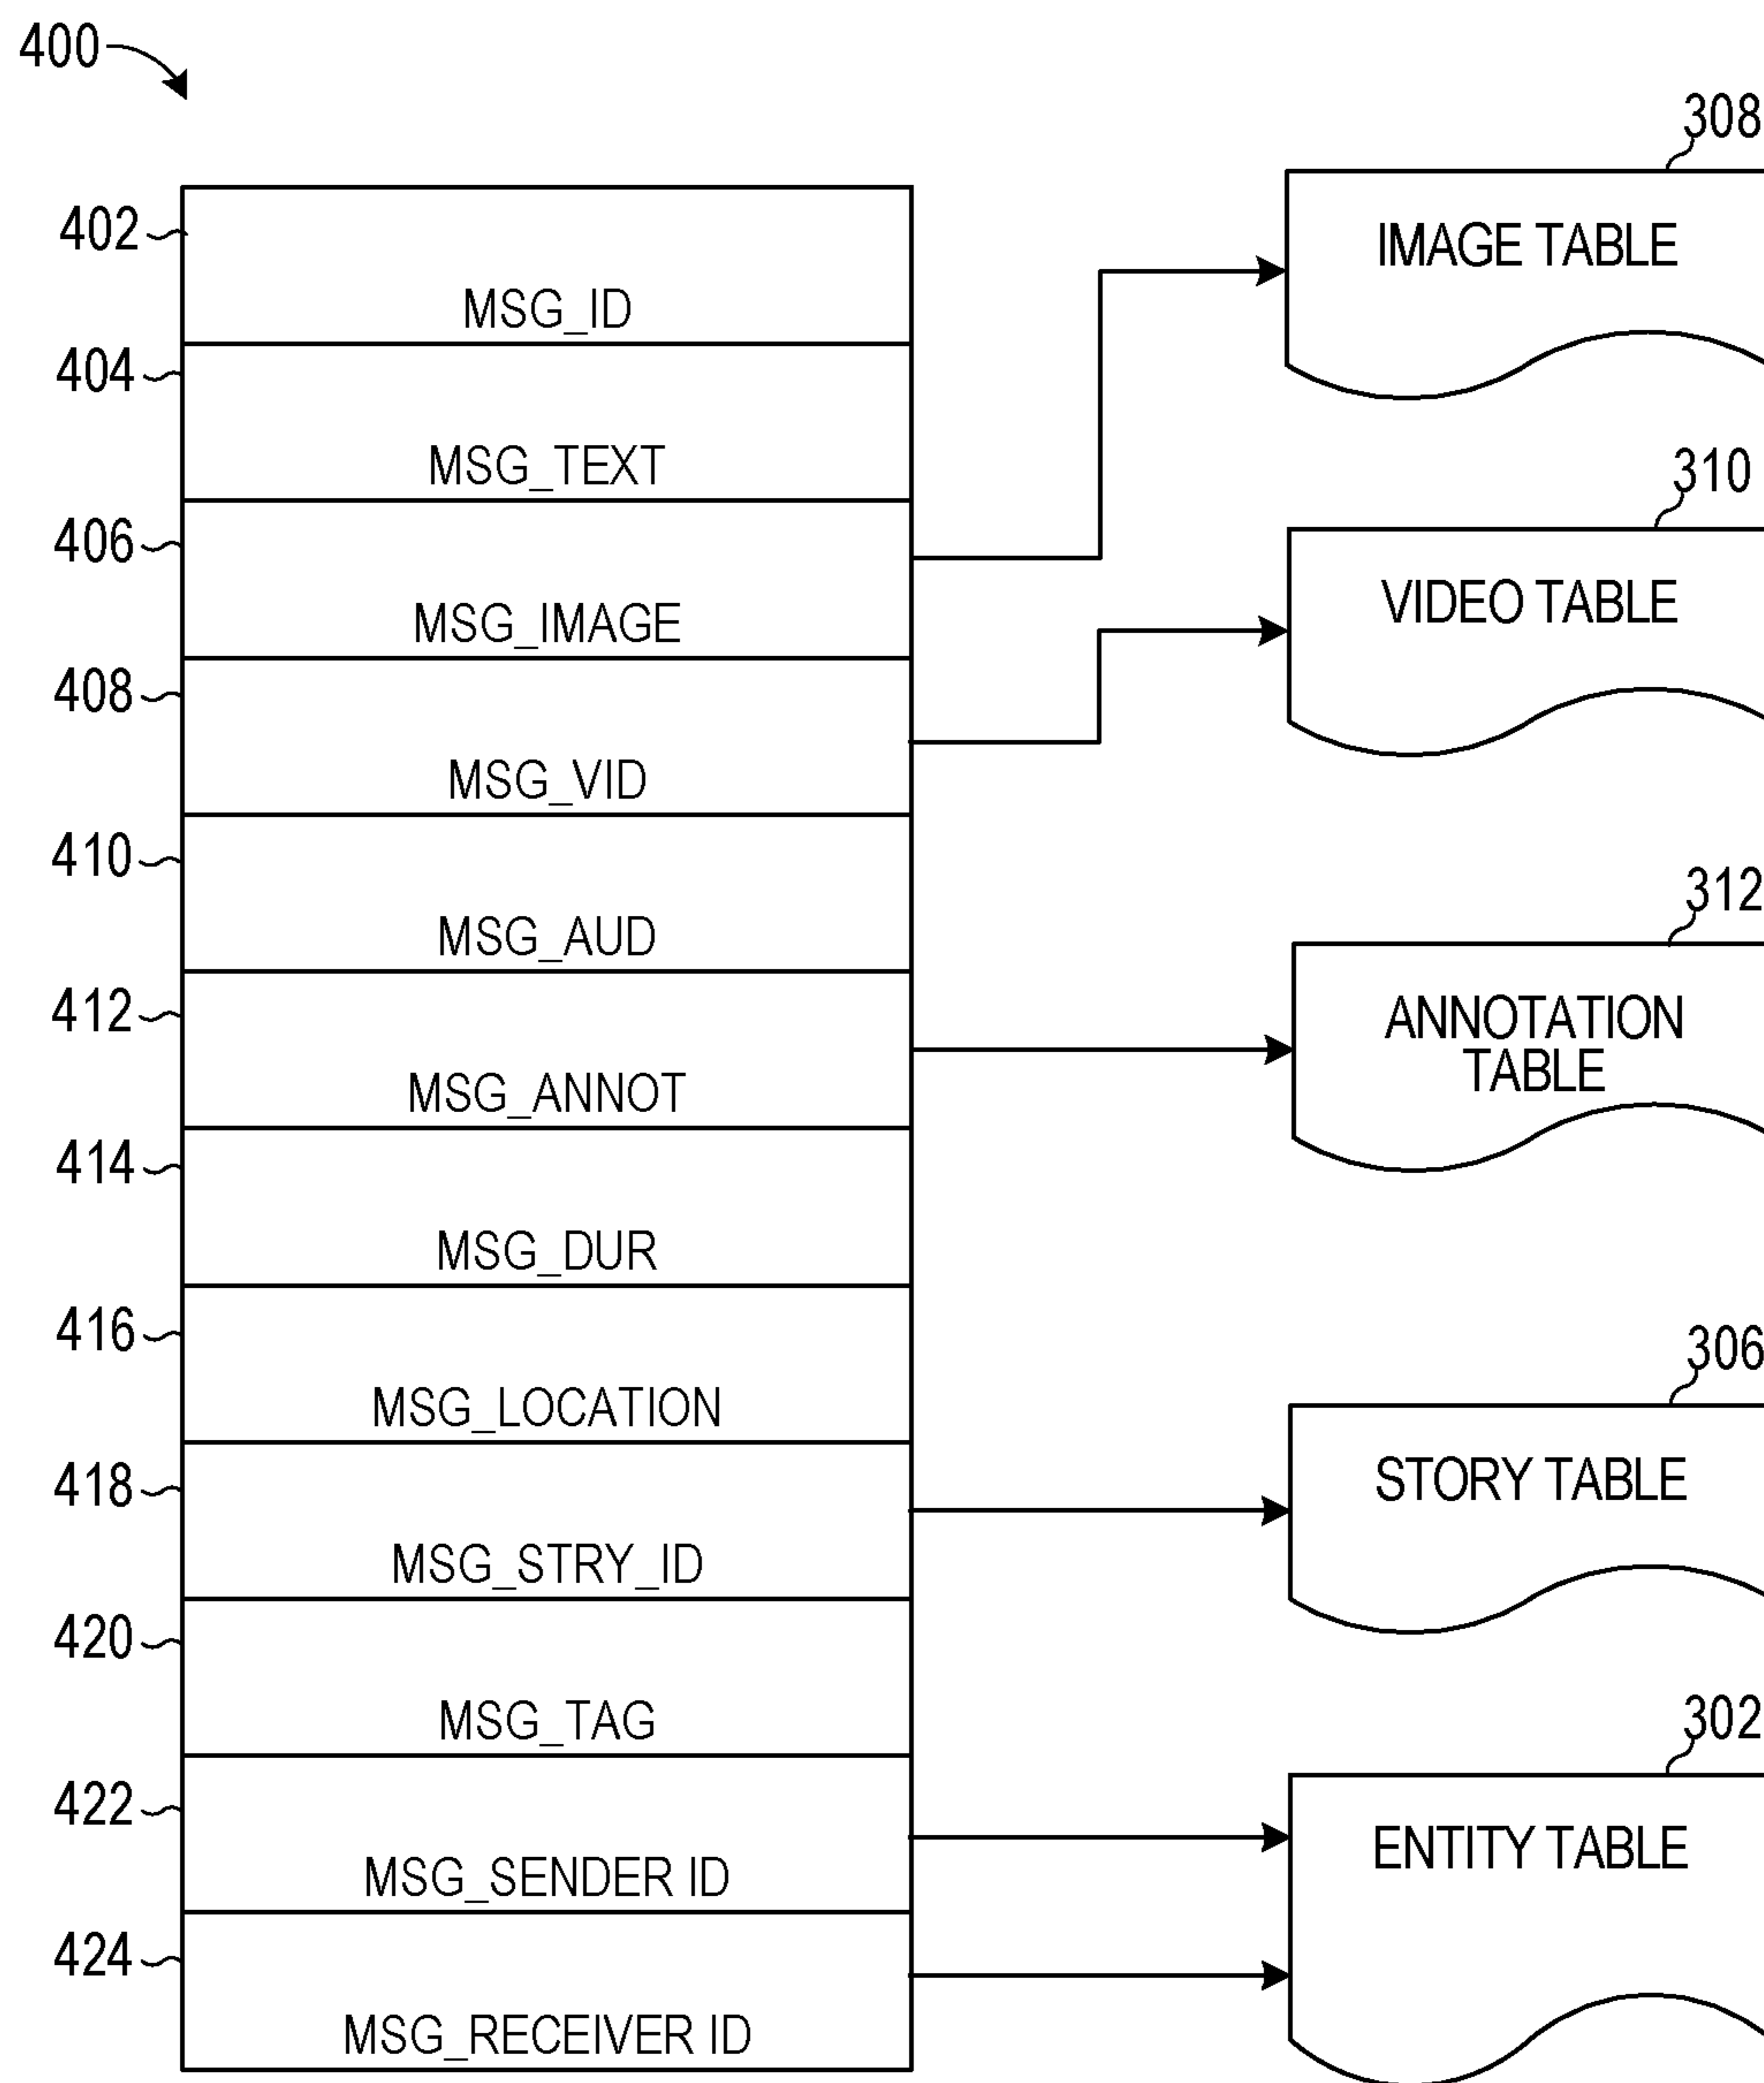 400
402
MSG_ID
404
MSG_TEXT
406
MSG_IMAGE
408
MSG_VID
410
MSG_AUD
412
MSG_ANNOT
414
MSG_DUR
416
MSG_LOCATION
418
MSG_STRY_ID
420
MSG_TAG
422
MSG_SENDER ID
424
MSG_RECEIVER ID
308
IMAGE TABLE
310
VIDEO TABLE
312
ANNOTATION
TABLE
306
STORY TABLE
302
ENTITY TABLE